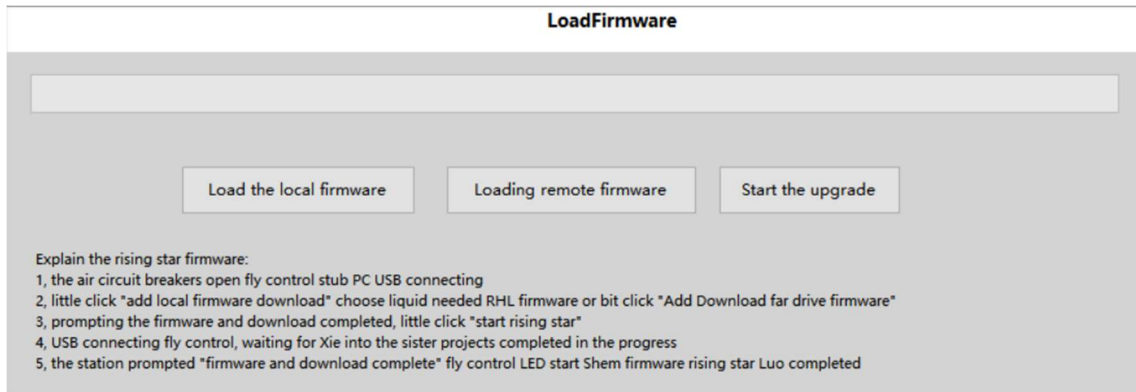 LoadFirmware
Load the local firmware
Loading remote firmware
Start the upgrade
Explain the rising star firmware:
1, the air circuit breakers open fly control stub PC USB connecting
2, little click "add local firmware download" choose liquid needed RHL firmware or bit click "Add Download far drive firmware"
3, prompting the firmware and download completed, little click "start rising star"
4, USB connecting fly control, waiting for Xie into the sister projects completed in the progress
5, the station prompted "firmware and download complete" fly control LED start Shem firmware rising star Luo completed